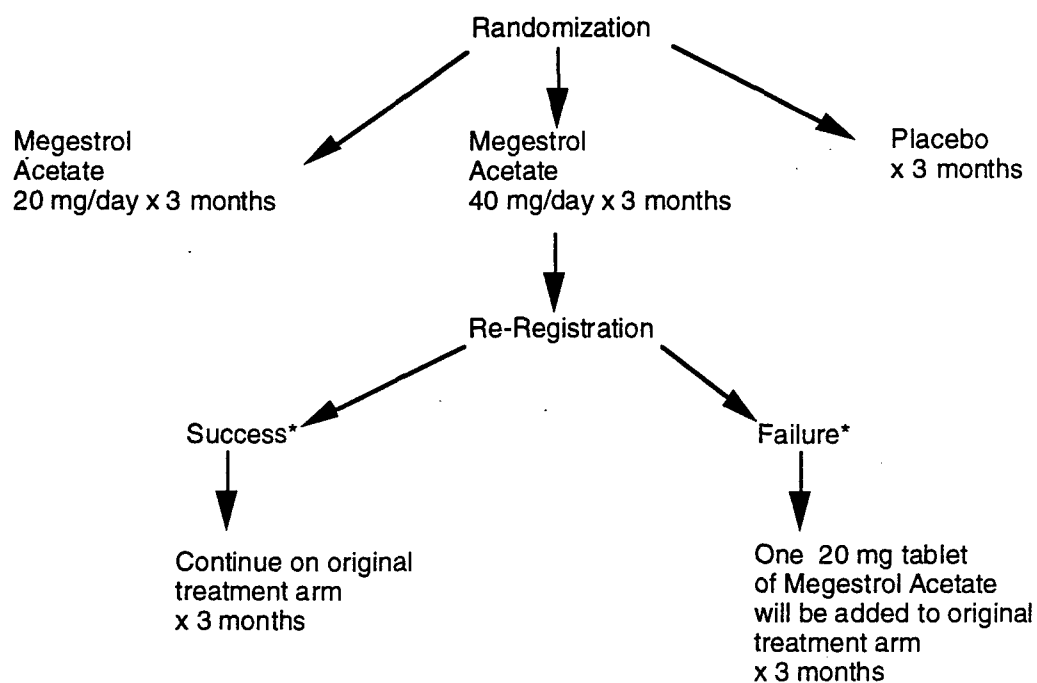 Randomization
Megestrol
Acetate
20 mg/day x 3 months
Megestrol
Acetate
40 mg/day x 3 months
Placebo
x 3 months
Re-Registration
Success*
Failure*
Continue on original
treatment arm
x 3 months
One 20 mg tablet
of Megestrol Acetate
will be added to original
treatment arm
x 3 months